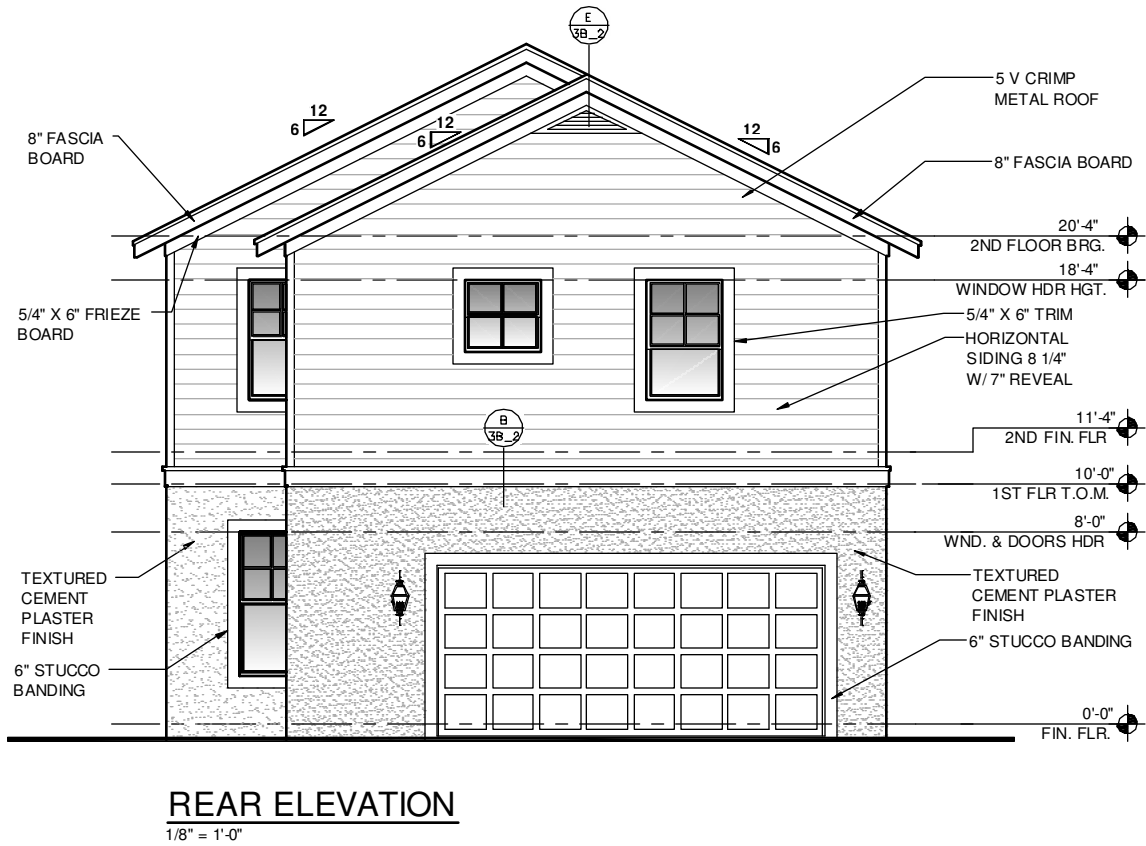 E
3B_2
5 V CRIMP
METAL ROOF
12
6
12
6
12
6
8" FASCIA
BOARD
8" FASCIA BOARD
20'-4"
2ND FLOOR BRG.
18'-4"
WINDOW HDR HGT.
5/4" X 6" FRIEZE
BOARD
5/4" X 6" TRIM
HORIZONTAL
SIDING 8 1/4"
W/ 7" REVEAL
B
3B_2
11'-4"
2ND FIN. FLR
10'-0"
1ST FLR T.O.M.
8'-0"
WND. & DOORS HDR
TEXTURED
CEMENT
PLASTER
FINISH
TEXTURED
CEMENT PLASTER
FINISH
6" STUCCO
BANDING
6" STUCCO BANDING
0'-0"
FIN. FLR.
REAR ELEVATION
1/8" = 1'-0"